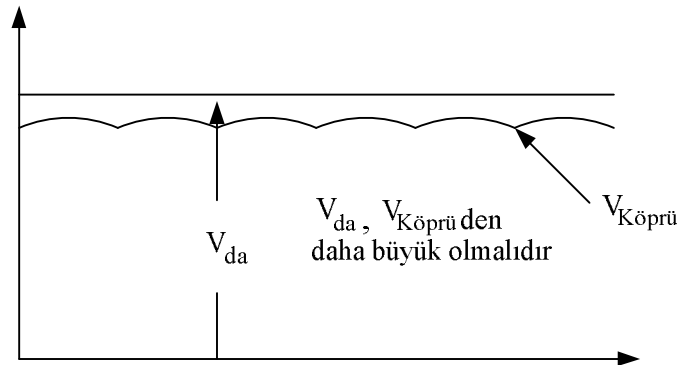 V_da , V_Köprü den
daha büyük olmalıdır
V_Köprü
V_da